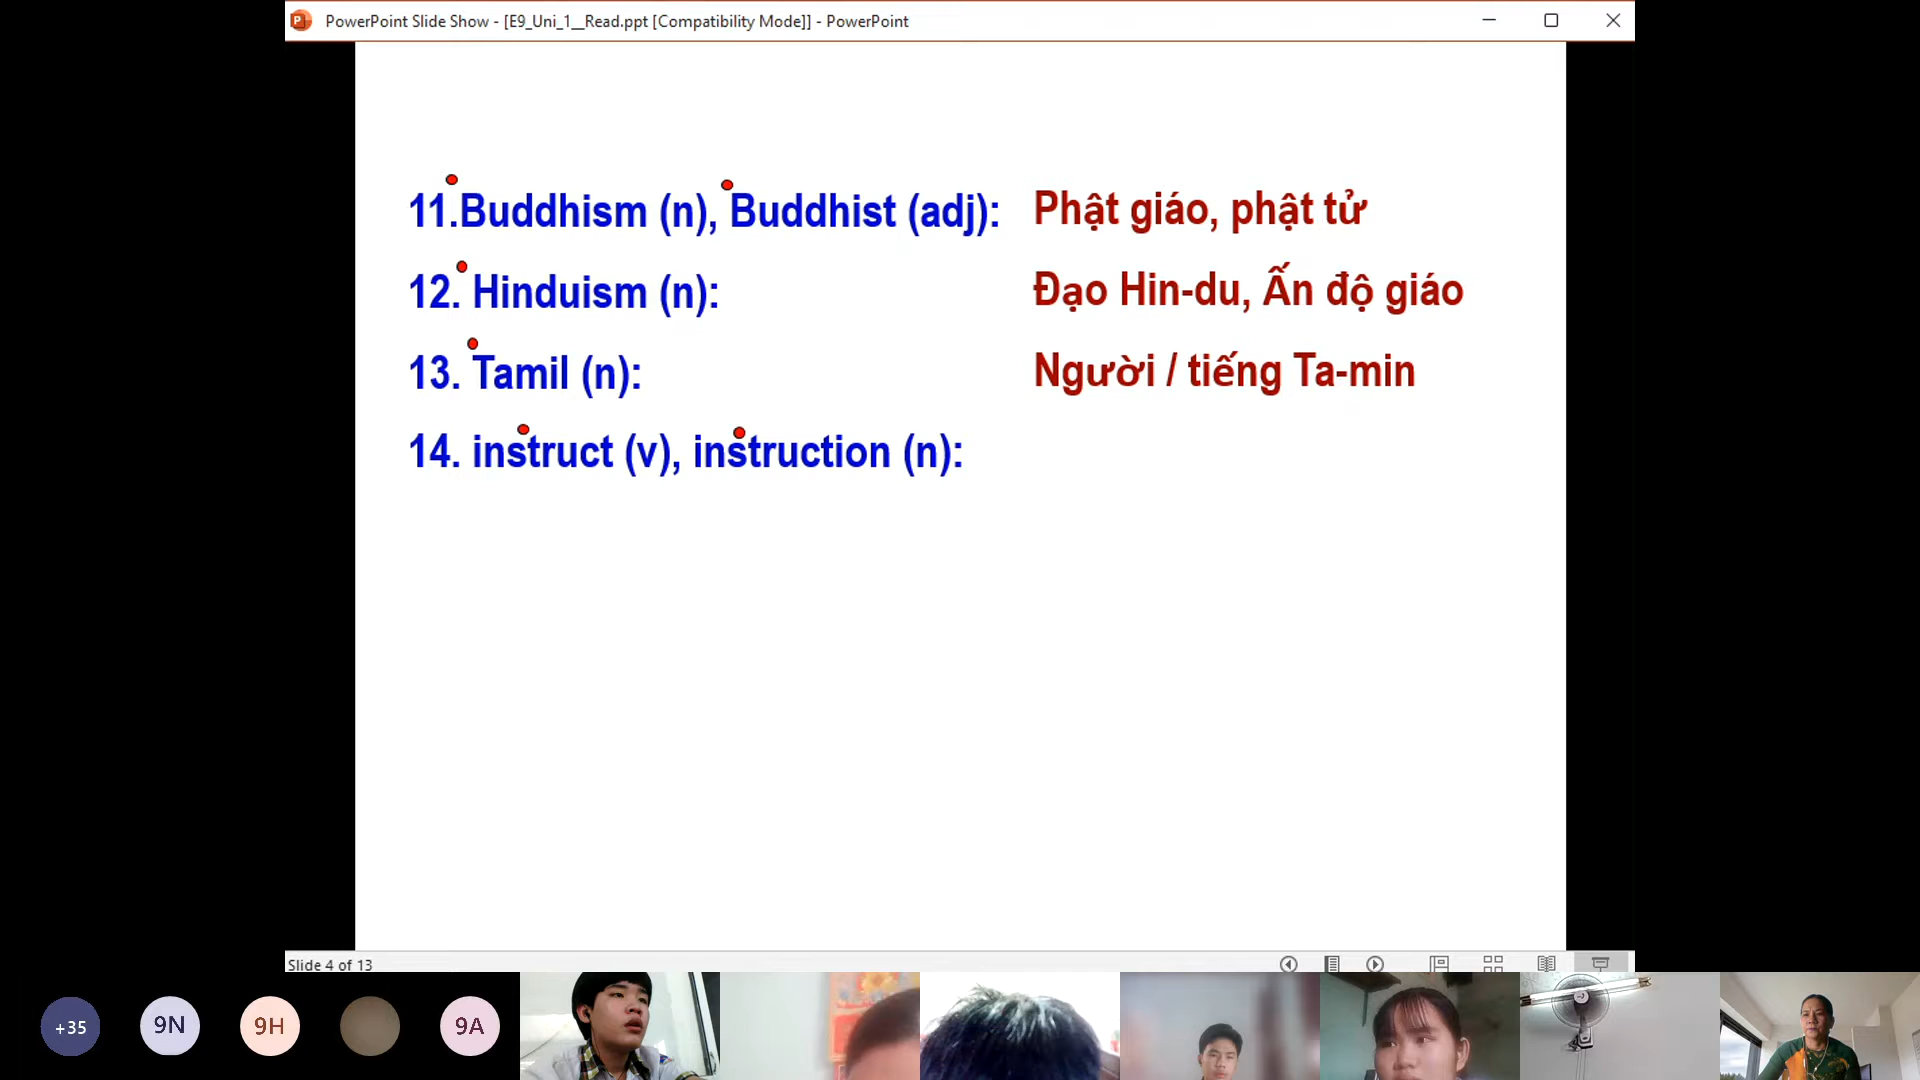 PowerPoint Slide Show - [E9_Uni_1__Read.ppt [Compatibility Mode]] - PowerPoint
11.Buddhism (n), Buddhist (adj): Phật giáo, phật tử
12. Hinduism (n): Đạo Hin-du, Ấn độ giáo
13. Tamil (n): Người / tiếng Ta-min
14. instruct (v), instruction (n):
Slide 4 of 13
+35 9N 9H 9A